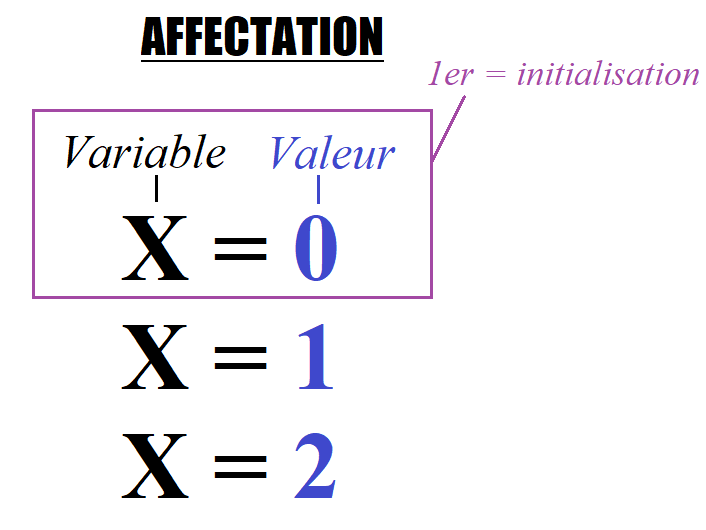 AFFECTATION
1er = initialisation
Variable Valeur
X = 0
X = 1
X = 2